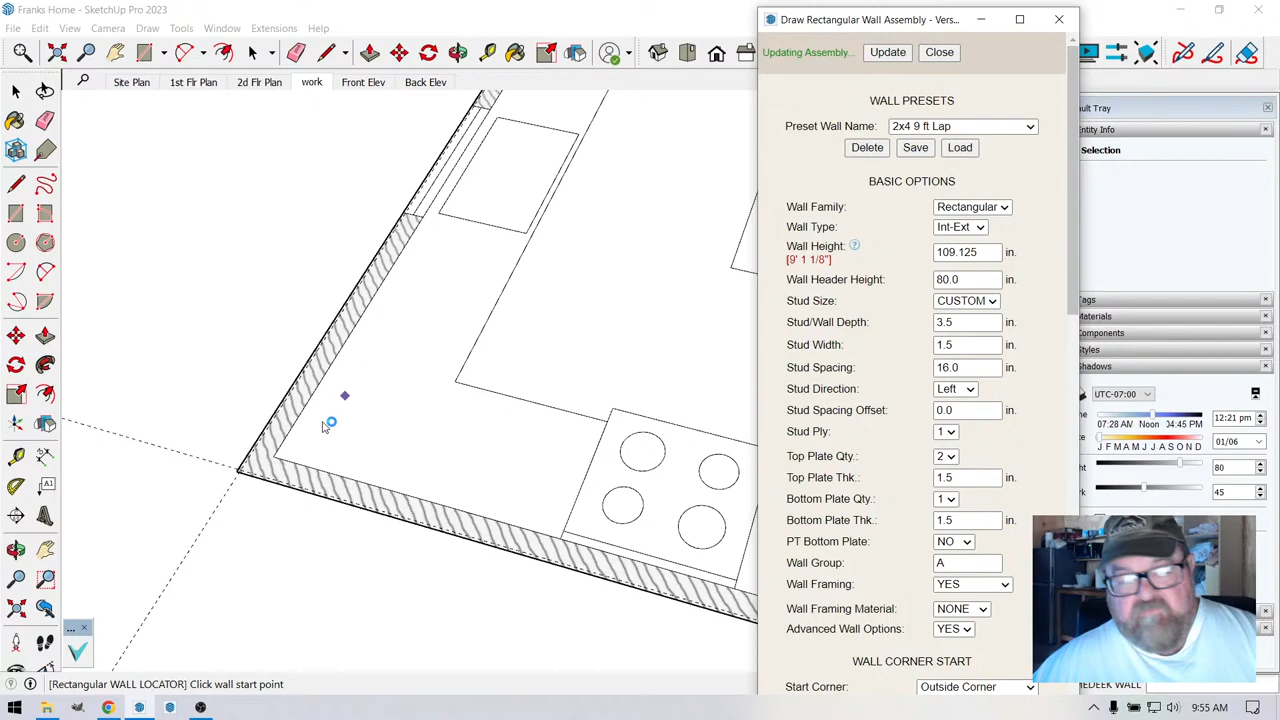 Franks Home - SketchUp Pro 2023
File Edit View Camera Draw Tools Window Extensions Help
Site Plan 1st Flr Plan 2d Flr Plan work Front Elev Back Elev
Draw Rectangular Wall Assembly - Vers...
Updating Assembly... Update Close
WALL PRESETS
Preset Wall Name: 2x4 9 ft Lap
Delete Save Load
BASIC OPTIONS
Wall Family: Rectangular
Wall Type: Int-Ext
Wall Height: ? 109.125 in.
[9' 1 1/8"]
Wall Header Height: 80.0 in.
Stud Size: CUSTOM
Stud/Wall Depth: 3.5 in.
Stud Width: 1.5 in.
Stud Spacing: 16.0 in.
Stud Direction: Left
Stud Spacing Offset: 0.0 in.
Stud Ply: 1
Top Plate Qty.: 2
Top Plate Thk.: 1.5 in.
Bottom Plate Qty.: 1
Bottom Plate Thk.: 1.5 in.
PT Bottom Plate: NO
Wall Group: A
Wall Framing: YES
Wall Framing Material: NONE
Advanced Wall Options: YES
WALL CORNER START
Start Corner: Outside Corner
ault Tray
Entity Info
Selection
Tags
Materials
Components
Styles
Shadows
UTC-07:00
12:21 pm
07:28 AM Noon 04:45 PM
J F M A M J J A S O N D
01/06
ht 80
rk 45
...
[Rectangular WALL LOCATOR] Click wall start point
MEDEEK WALL
9:55 AM